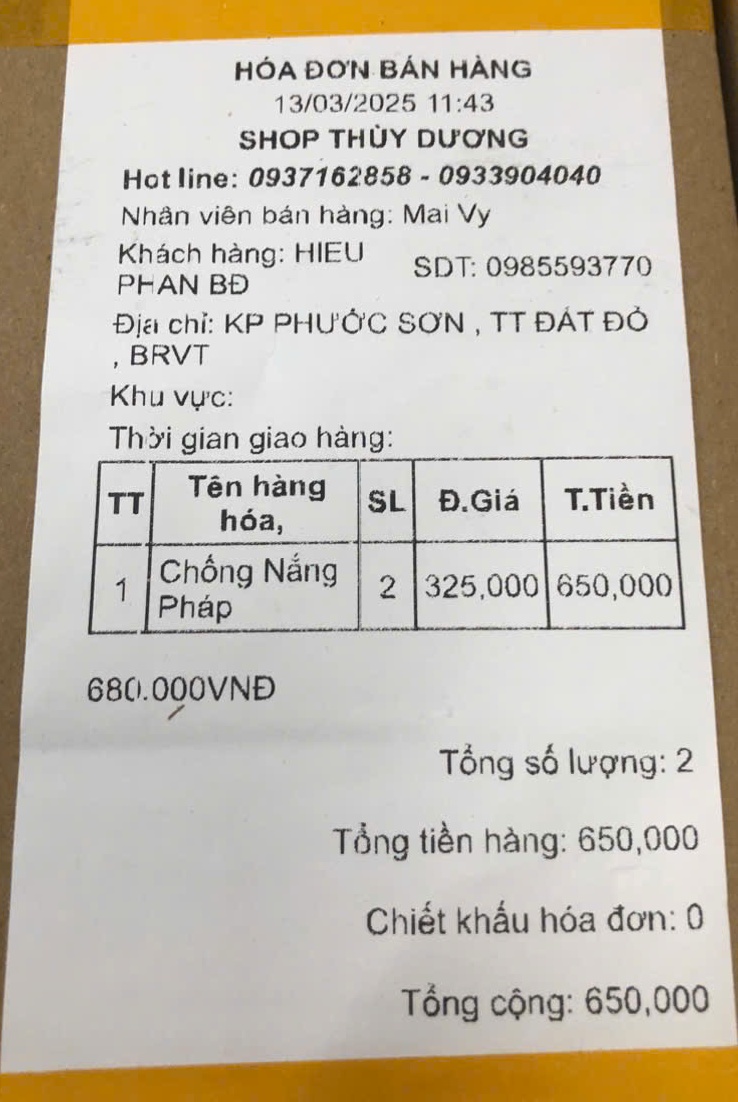 HÓA ĐƠN BÁN HÀNG
13/03/2025 11:43
SHOP THÙY DƯƠNG
Hot line: 0937162858 - 0933904040
Nhân viên bán hàng: Mai Vy
Khách hàng: HIEU PHAN BĐ SDT: 0985593770
Địa chỉ: KP PHƯỚC SƠN , TT ĐẤT ĐỎ
, BRVT
Khu vực:
Thời gian giao hàng:
TT Tên hàng hóa, SL Đ.Giá T.Tiền
1 Chống Nắng Pháp 2 325,000 650,000
680.000VNĐ
Tổng số lượng: 2
Tổng tiền hàng: 650,000
Chiết khấu hóa đơn: 0
Tổng cộng: 650,000